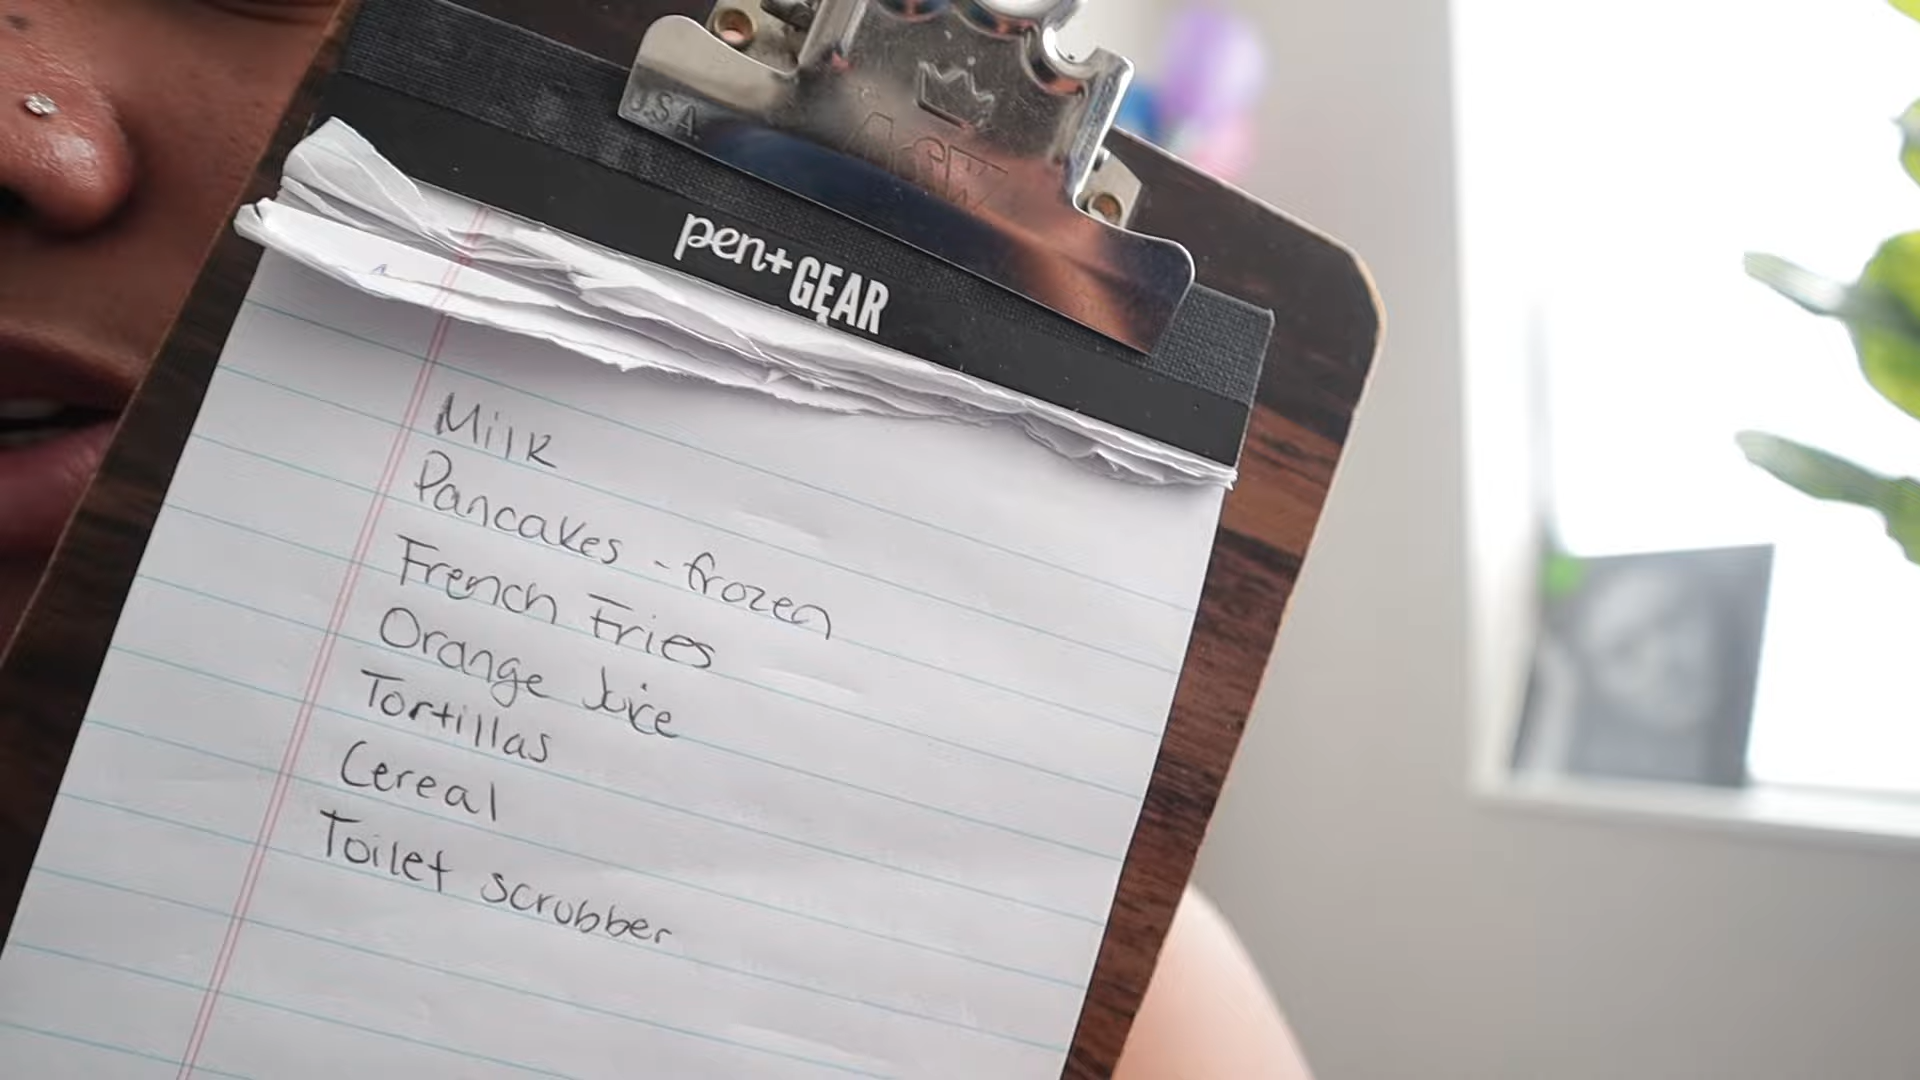 U.S.A.
pen+GEAR
Milk
Pancakes - frozen
French Fries
Orange Juice
Tortillas
Cereal
Toilet scrubber